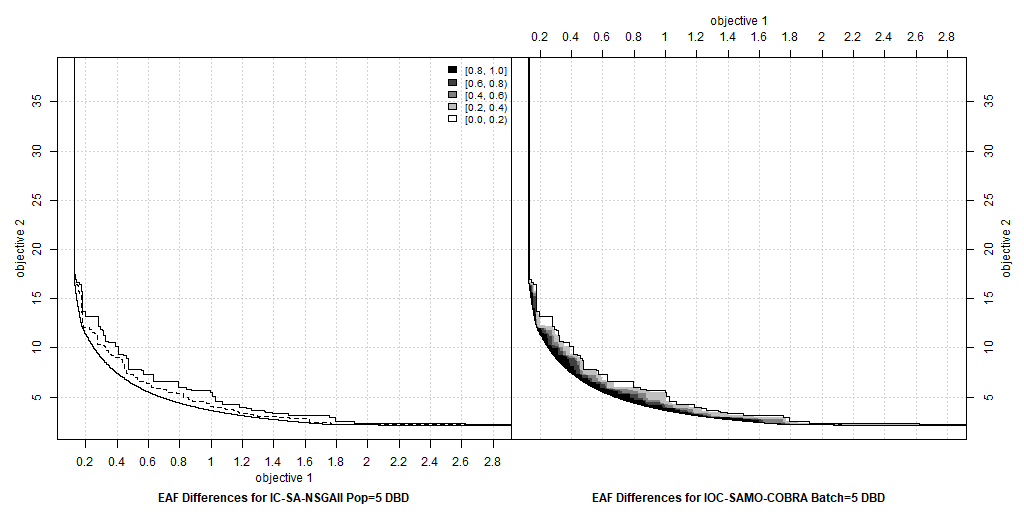 objective 1
0.2 0.6 1 1.4 2 2.4 2.8
0.4 0.8 1.2 1.6 2.2 2.6
[0.8, 1.0]
[0.6, 0.8)
[0.4, 0.6)
[0.2, 0.4)
[0.0, 0.2)
objective 2
5 10 15 20 25 30 35
0.2 0.4 0.6 0.8 1 1.2 1.4 1.6 1.8 2 2.2 2.4 2.6 2.8
objective 1
5 10 15 20 25 30 35
objective 2
EAF Differences for IC-SA-NSGAII Pop=5 DBD
EAF Differences for IOC-SAMO-COBRA Batch=5 DBD